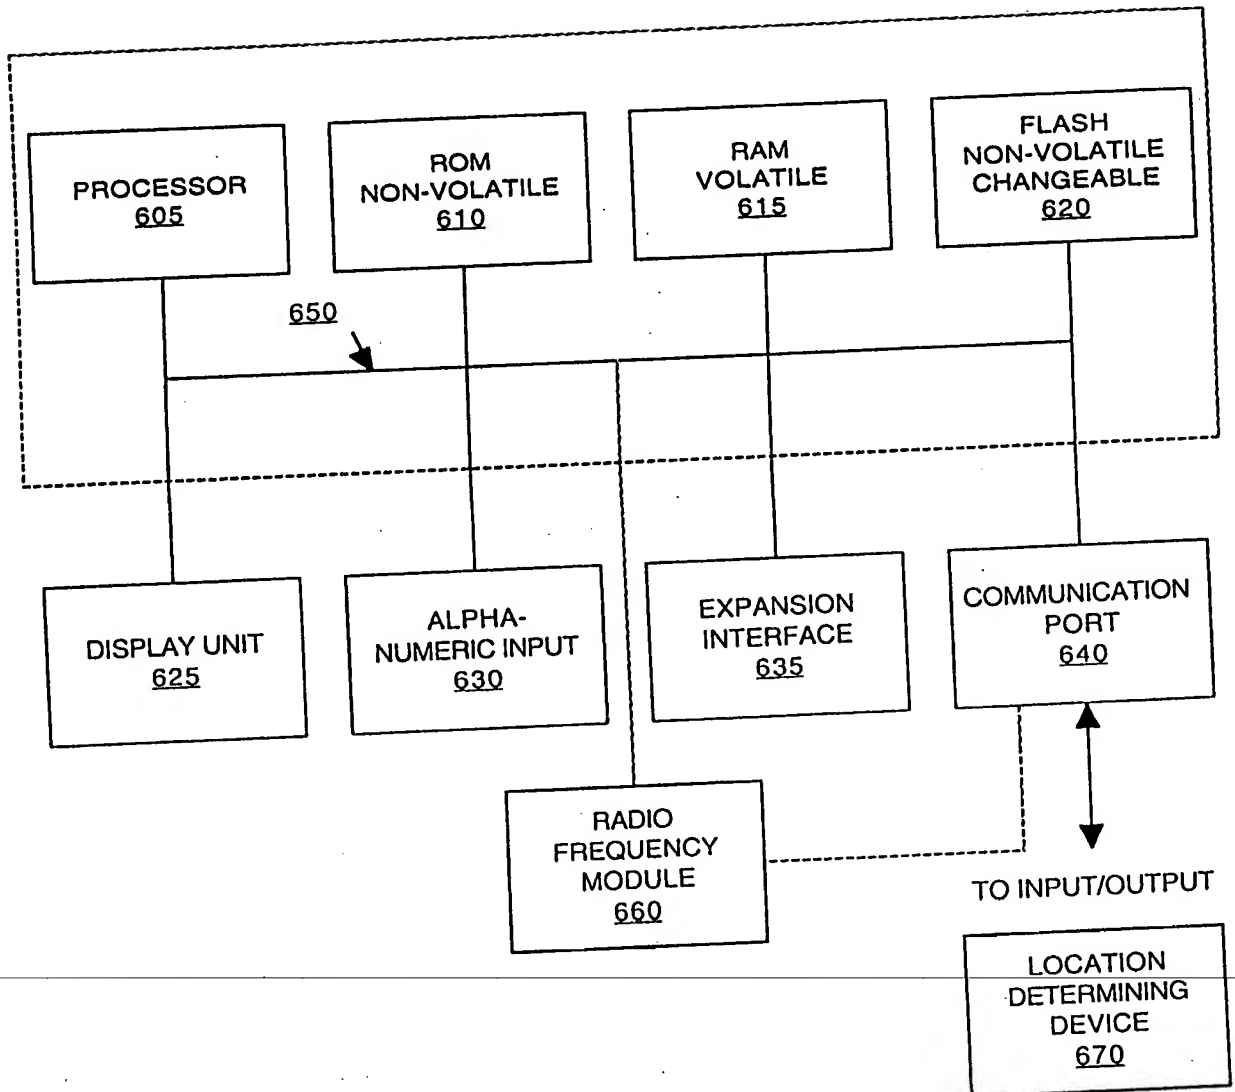 PROCESSOR
605
ROM
NON-VOLATILE
610
RAM
VOLATILE
615
FLASH
NON-VOLATILE
CHANGEABLE
620
650
DISPLAY UNIT
625
ALPHA-
NUMERIC INPUT
630
EXPANSION
INTERFACE
635
COMMUNICATION
PORT
640
RADIO
FREQUENCY
MODULE
660
TO INPUT/OUTPUT
LOCATION
DETERMINING
DEVICE
670